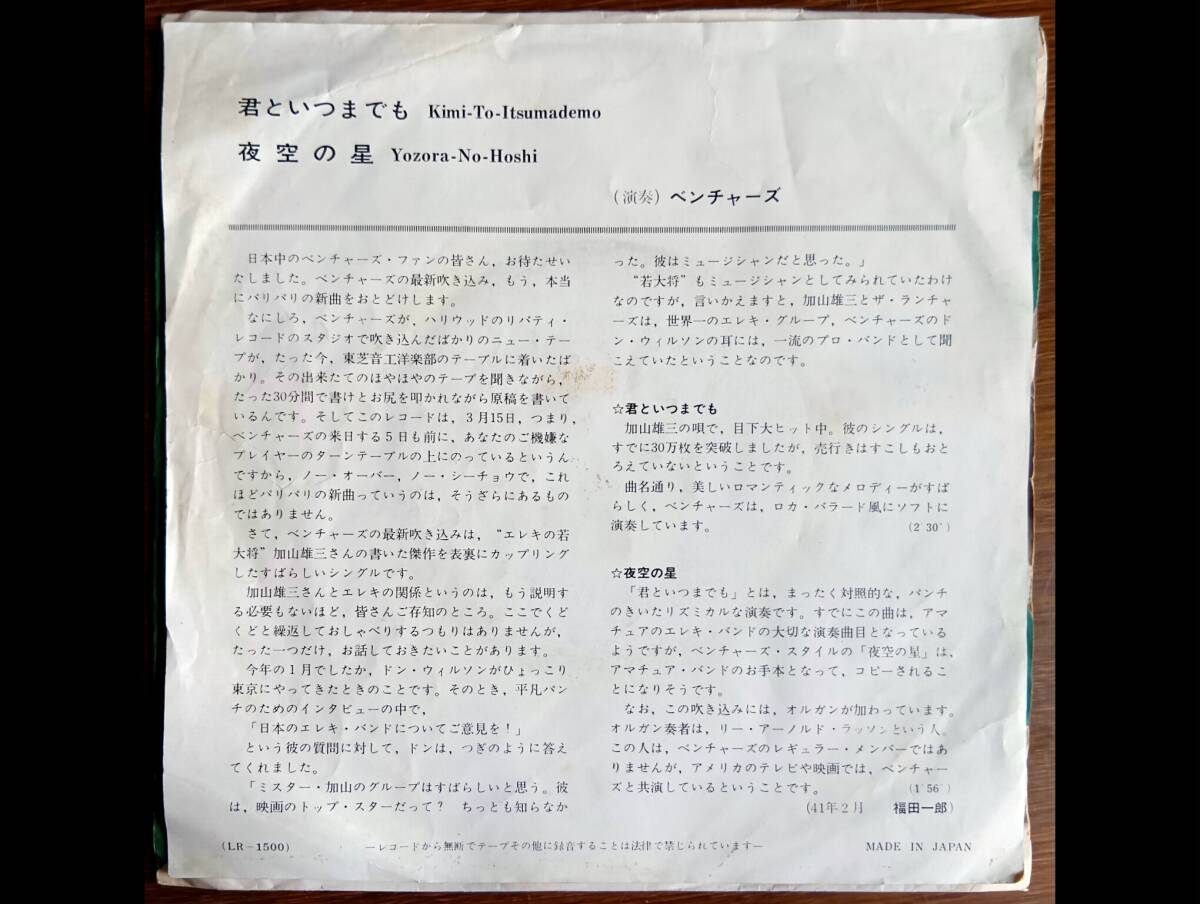 君といつまでも Kimi-To-Itsumademo
夜空の星 Yozora-No-Hoshi
(演奏) ベンチャーズ
日本中のベンチャーズ・ファンの皆さん，お待たせい
たしました。ベンチャーズの最新吹き込み，もう，本当
にバリバリの新曲をおとどけします。
なにしろ，ベンチャーズが，ハリウッドのリバティ・
レコードのスタジオで吹き込んだばかりのニュー・テー
プが，たった今，東芝音工洋楽部のテーブルに着いたば
かり。その出来たてのほやほやのテープを聞きながら，
たった30分間で書けとお尻を叩かれながら原稿を書いて
いるんです。そしてこのレコードは，3月15日，つまり，
ベンチャーズの来日する5日も前に，あなたのご機嫌な
プレイヤーのターンテーブルの上にのっているというん
ですから，ノー・オーバー，ノー・シーチョウで，これ
ほどバリバリの新曲っていうのは，そうざらにあるもの
ではありません。
さて，ベンチャーズの最新吹き込みは，“エレキの若
大将”加山雄三さんの書いた傑作を表裏にカップリング
したすばらしいシングルです。
加山雄三さんとエレキの関係というのは，もう説明す
る必要もないほど，皆さんご存知のところ。ここでくど
くどと繰返しておしゃべりするつもりはありませんが，
たった一つだけ，お話しておきたいことがあります。
今年の1月でしたか，ドン・ウィルソンがひょっこり
東京にやってきたときのことです。そのとき，平凡パン
チのためのインタビューの中で，
「日本のエレキ・バンドについてご意見を！」
という彼の質問に対して，ドンは，つぎのように答え
てくれました。
「ミスター・加山のグループはすばらしいと思う。彼
は，映画のトップ・スターだって？　ちっとも知らなか
った。彼はミュージシャンだと思った。」
“若大将”もミュージシャンとしてみられていたわけ
なのですが，言いかえますと，加山雄三とザ・ランチャ
ーズは，世界一のエレキ・グループ，ベンチャーズのド
ン・ウィルソンの耳には，一流のプロ・バンドとして聞
こえていたということなのです。
☆君といつまでも
加山雄三の唄で，目下大ヒット中。彼のシングルは，
すでに30万枚を突破しましたが，売行きはすこしもおと
ろえていないということです。
曲名通り，美しいロマンティックなメロディーがすば
らしく，ベンチャーズは，ロカ・バラード風にソフトに
演奏しています。 (2′30″)
☆夜空の星
「君といつまでも」とは，まったく対照的な，パンチ
のきいたリズミカルな演奏です。すでにこの曲は，アマ
チュアのエレキ・バンドの大切な演奏曲目となっている
ようですが，ベンチャーズ・スタイルの「夜空の星」は，
アマチュア・バンドのお手本となって，コピーされるこ
とになりそうです。
なお，この吹き込みには，オルガンが加わっています。
オルガン奏者は，リー・アーノルド・ラッソンという人。
この人は，ベンチャーズのレギュラー・メンバーではあ
りませんが，アメリカのテレビや映画では，ベンチャー
ズと共演しているということです。 (1′56″)
(41年2月 福田一郎)
(LR-1500) ―レコードから無断でテープその他に録音することは法律で禁じられています― MADE IN JAPAN